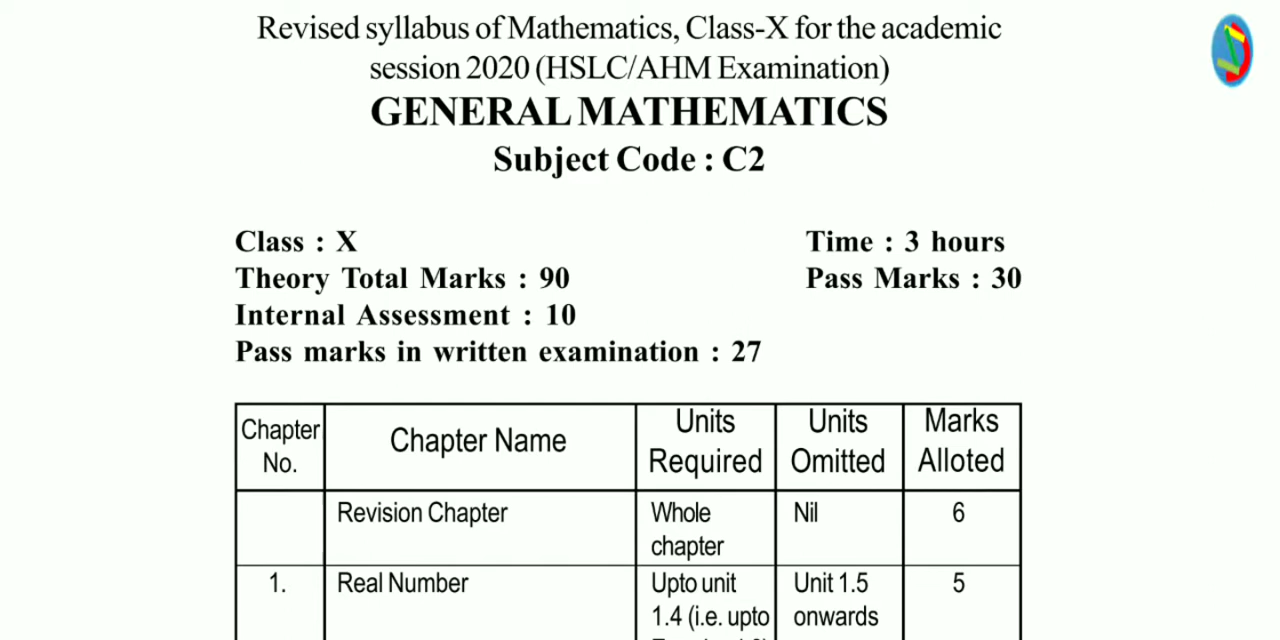 Revised syllabus of Mathematics, Class-X for the academic
session 2020 (HSLC/AHM Examination)
GENERAL MATHEMATICS
Subject Code : C2
Class : X Time : 3 hours
Theory Total Marks : 90 Pass Marks : 30
Internal Assessment : 10
Pass marks in written examination : 27
Chapter No. Chapter Name Units Required Units Omitted Marks Alloted
Revision Chapter Whole chapter Nil 6
1. Real Number Upto unit 1.4 (i.e. upto Unit 1.5 onwards 5